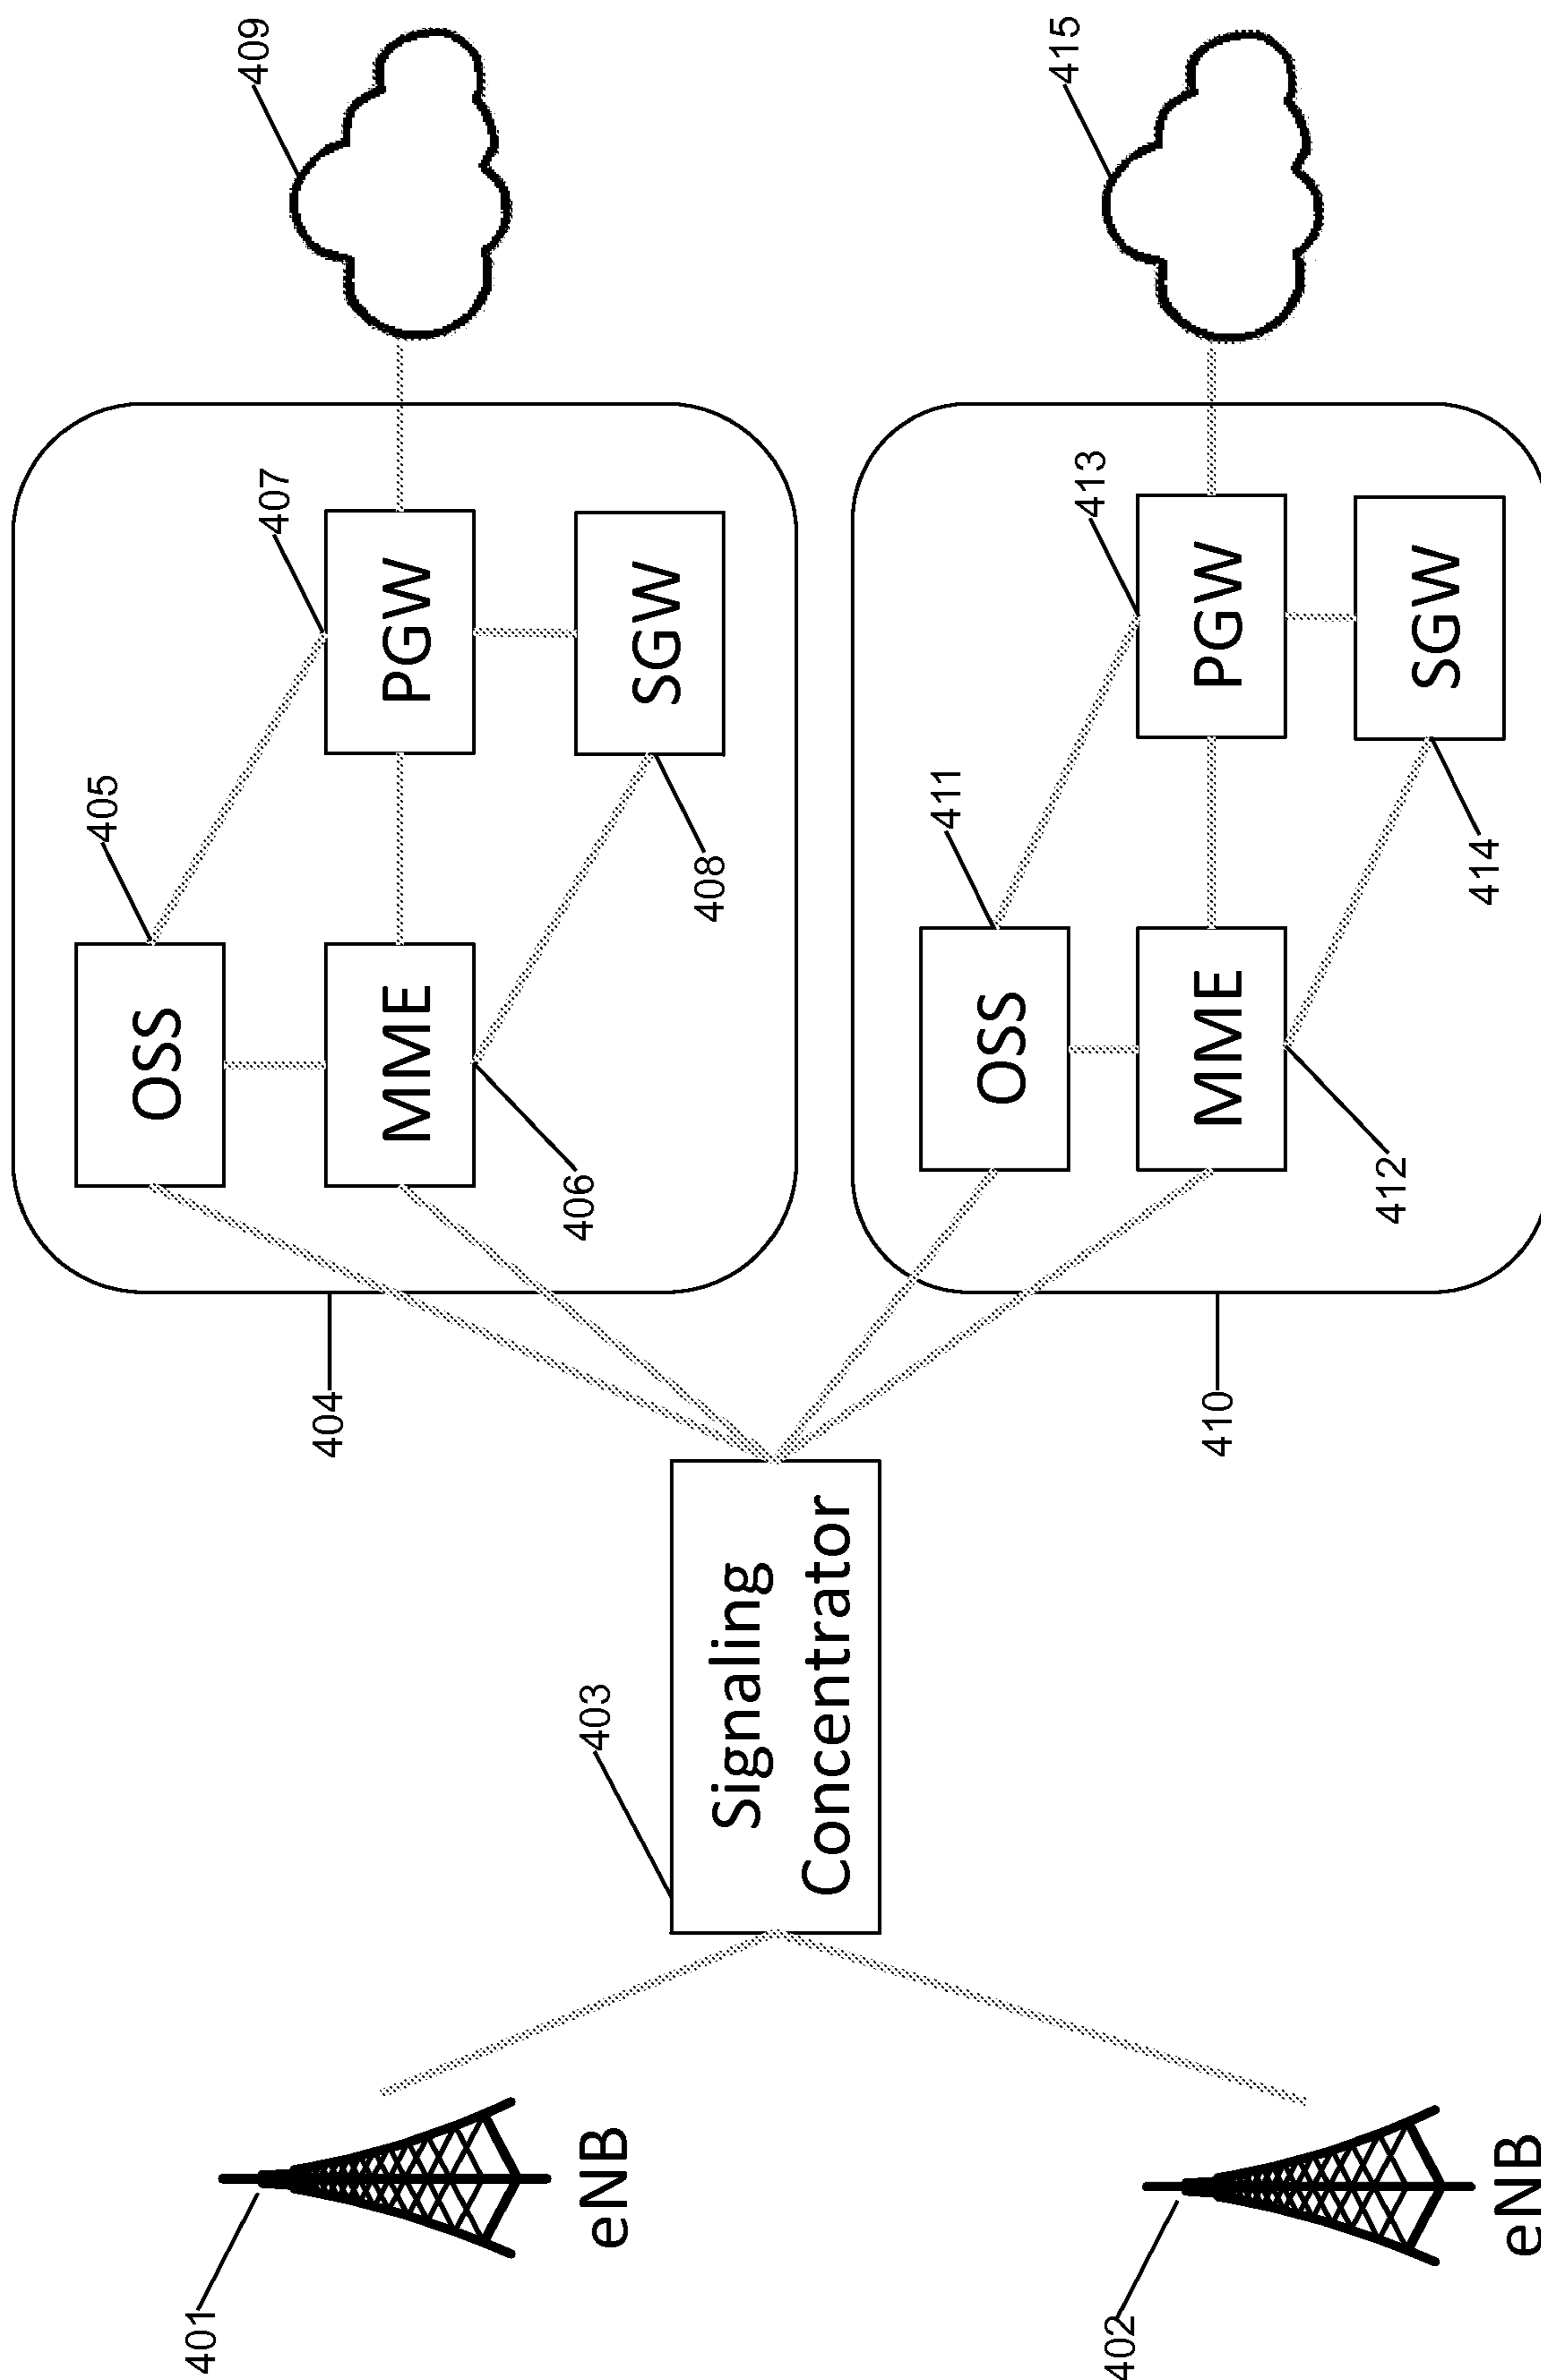 401
eNB
402
eNB
403
Signaling
Concentrator
404
405
OSS
406
MME
407
PGW
408
SGW
409
410
411
OSS
412
MME
413
PGW
414
SGW
415